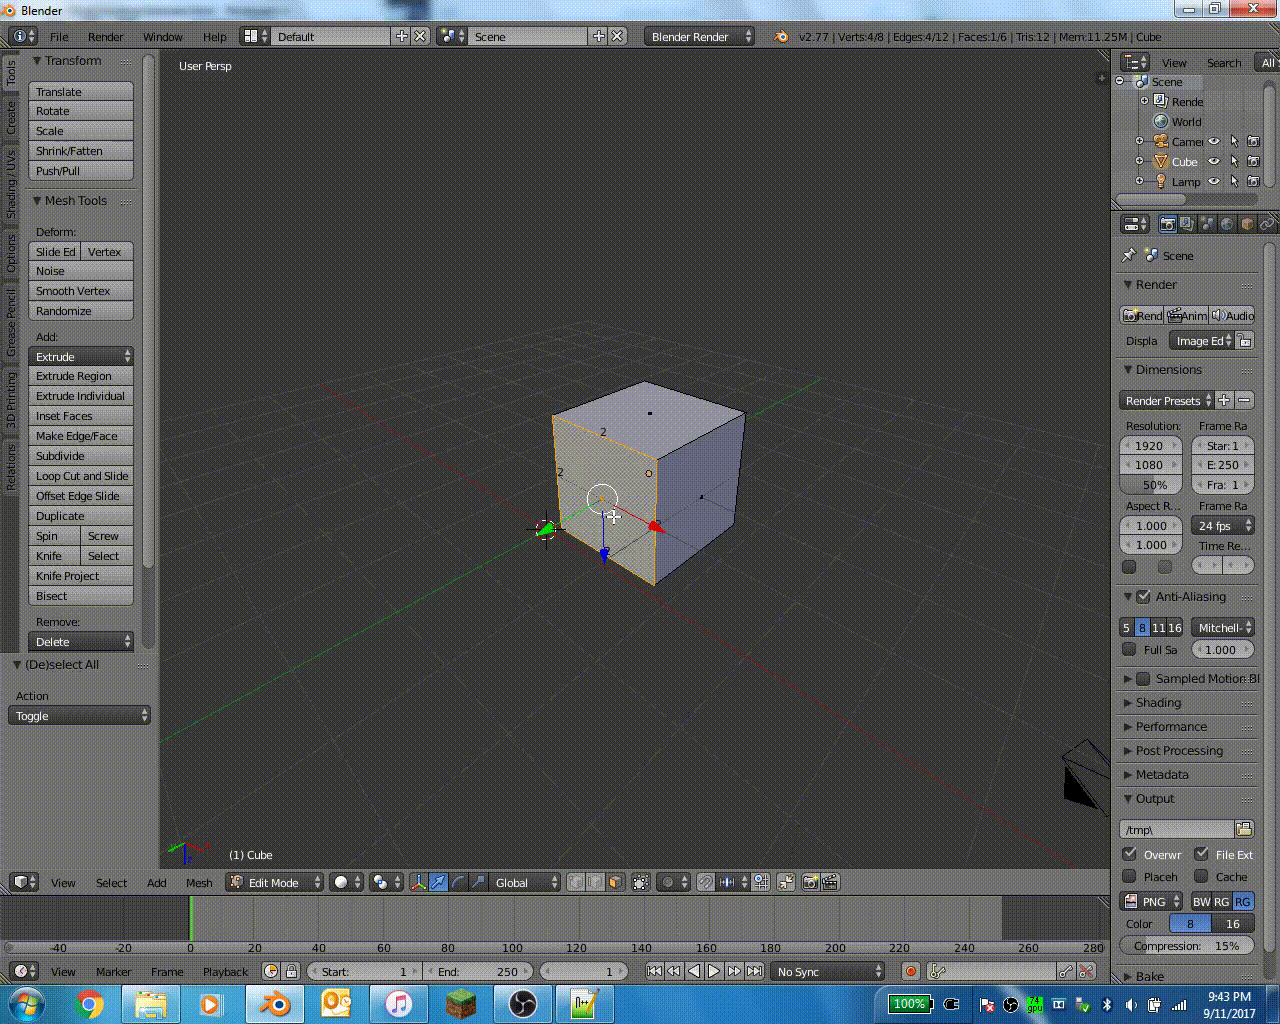 Blender
File Render Window Help Default Scene Blender Render v2.77 | Verts:4/8 | Edges:4/12 | Faces:1/6 | Tris:12 | Mem:11.25M | Cube
Tools
Create
Shading / UVs
Options
Grease Pencil
3D Printing
Relations
Transform
Translate
Rotate
Scale
Shrink/Fatten
Push/Pull
Mesh Tools
Deform:
Slide Ed Vertex
Noise
Smooth Vertex
Randomize
Add:
Extrude
Extrude Region
Extrude Individual
Inset Faces
Make Edge/Face
Subdivide
Loop Cut and Slide
Offset Edge Slide
Duplicate
Spin Screw
Knife Select
Knife Project
Bisect
Remove:
Delete
(De)select All
Action
Toggle
User Persp
2
2
2
(1) Cube
View Select Add Mesh Edit Mode Global
View Search All
Scene
Rende
World
Came
Cube
Lamp
Scene
Render
Rend Anim Audio
Displa Image Ed
Dimensions
Render Presets
Resolution: Frame Ra
1920 Star: 1
1080 E: 250
50% Fra: 1
Aspect R... Frame Ra
1.000 24 fps
1.000 Time Re...
Anti-Aliasing
5 8 11 16 Mitchell-
Full Sa 1.000
Sampled Motion Bl
Shading
Performance
Post Processing
Metadata
Output
/tmp\
Overwr File Ext
Placeh Cache
PNG BW RG RG
Color 8 16
Compression: 15%
Bake
-40 -20 0 20 40 60 80 100 120 140 160 180 200 220 240 260 280
View Marker Frame Playback Start: 1 End: 250 1 No Sync
100% 74 gpu 9:43 PM
9/11/2017